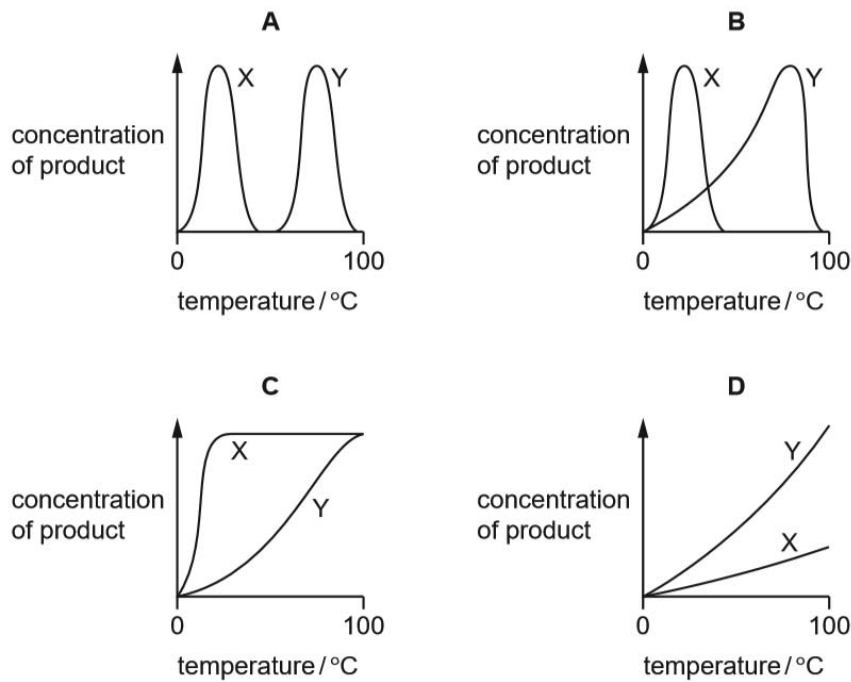 A
B
X
Y
concentration
of product
0
100
temperature / °C
X
Y
concentration
of product
0
100
temperature / °C
C
D
X
Y
concentration
of product
0
100
temperature / °C
Y
X
concentration
of product
0
100
temperature / °C